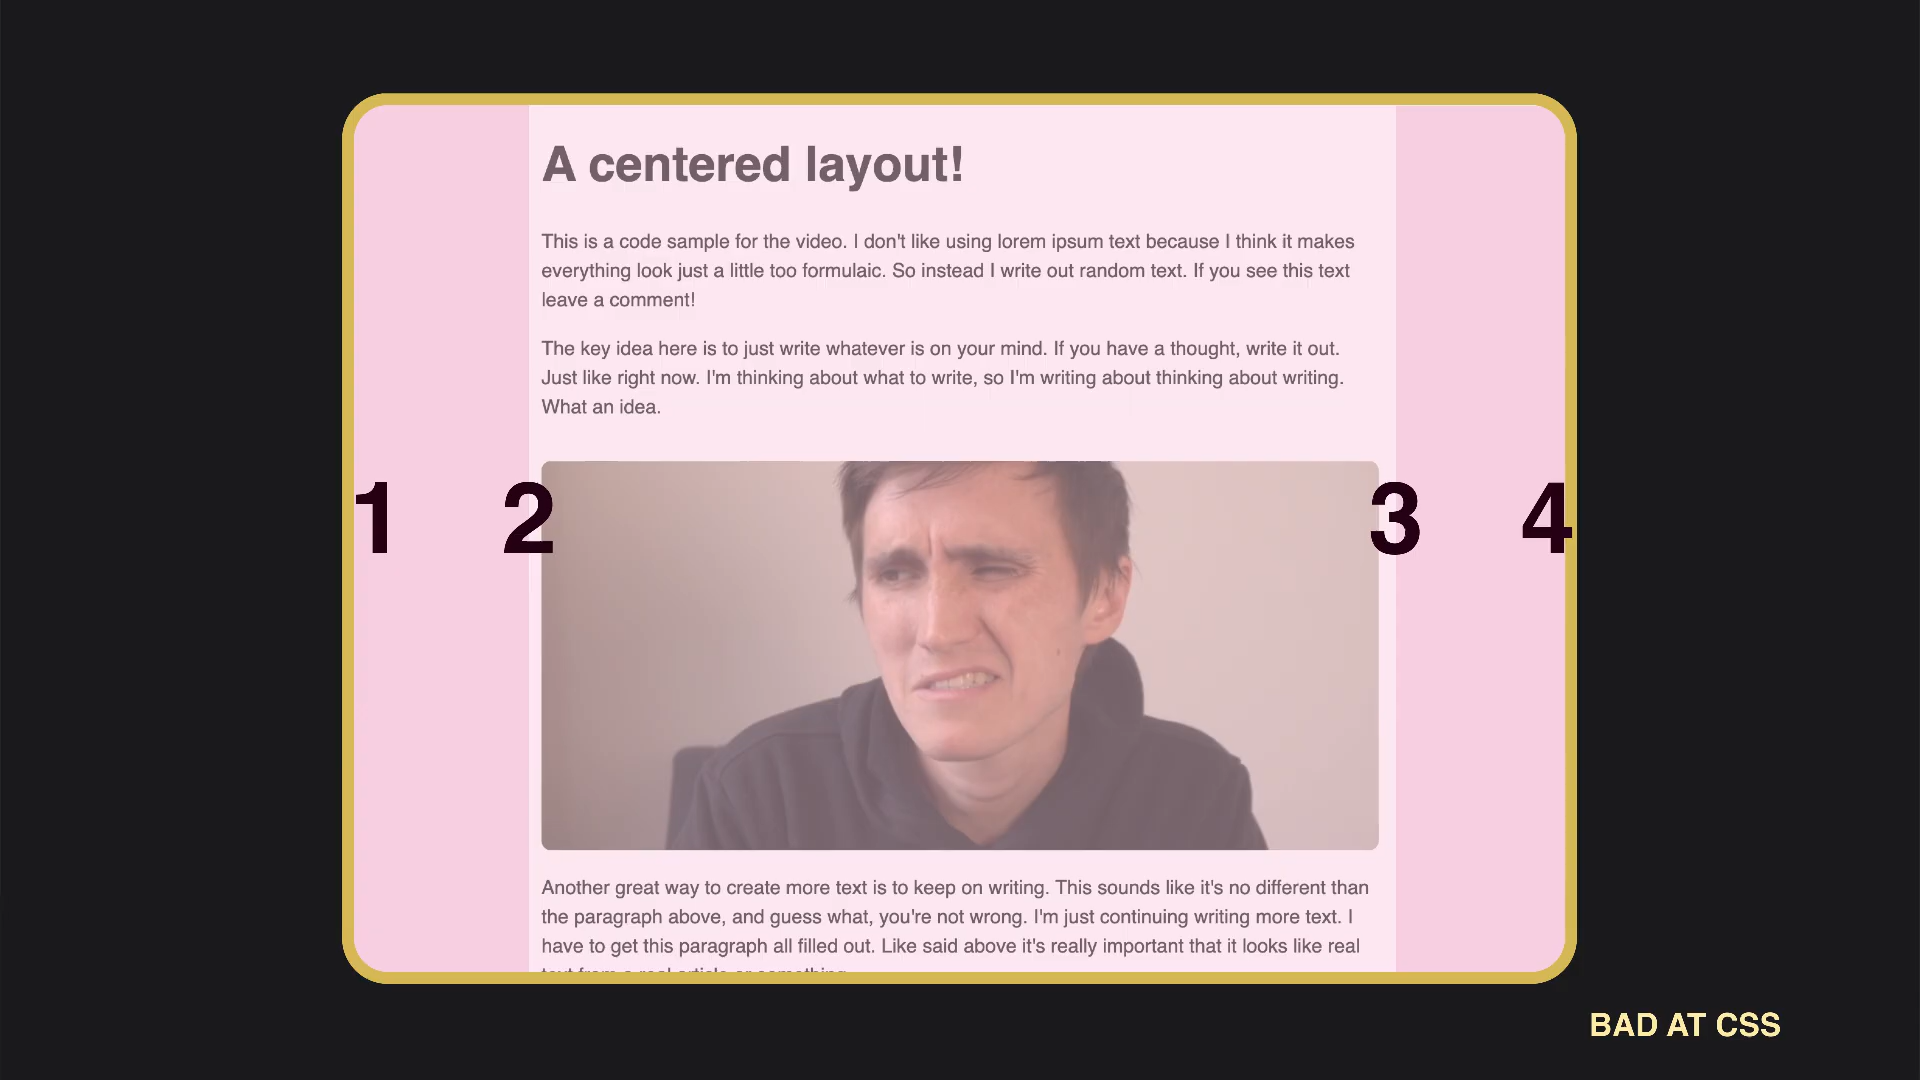 A centered layout!
This is a code sample for the video. I don't like using lorem ipsum text because I think it makes
everything look just a little too formulaic. So instead I write out random text. If you see this text
leave a comment!
The key idea here is to just write whatever is on your mind. If you have a thought, write it out.
Just like right now. I'm thinking about what to write, so I'm writing about thinking about writing.
What an idea.
1 2 3 4
Another great way to create more text is to keep on writing. This sounds like it's no different than
the paragraph above, and guess what, you're not wrong. I'm just continuing writing more text. I
have to get this paragraph all filled out. Like said above it's really important that it looks like real
text from a real article or something.
BAD AT CSS